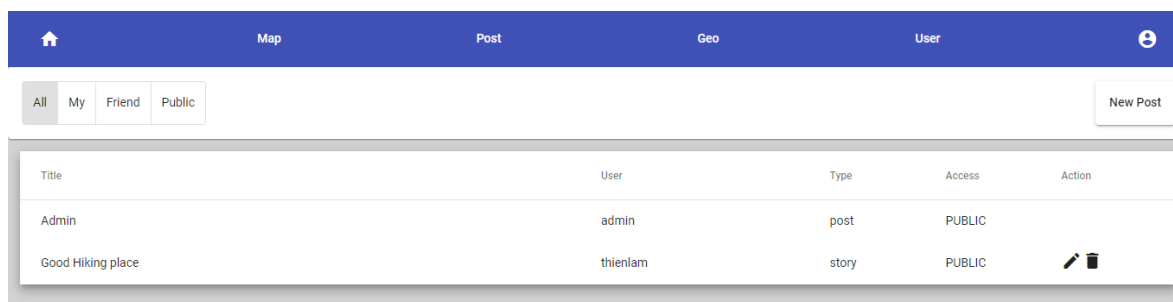 Map Post Geo User
All My Friend Public New Post
Title User Type Access Action
Admin admin post PUBLIC
Good Hiking place thienlam story PUBLIC